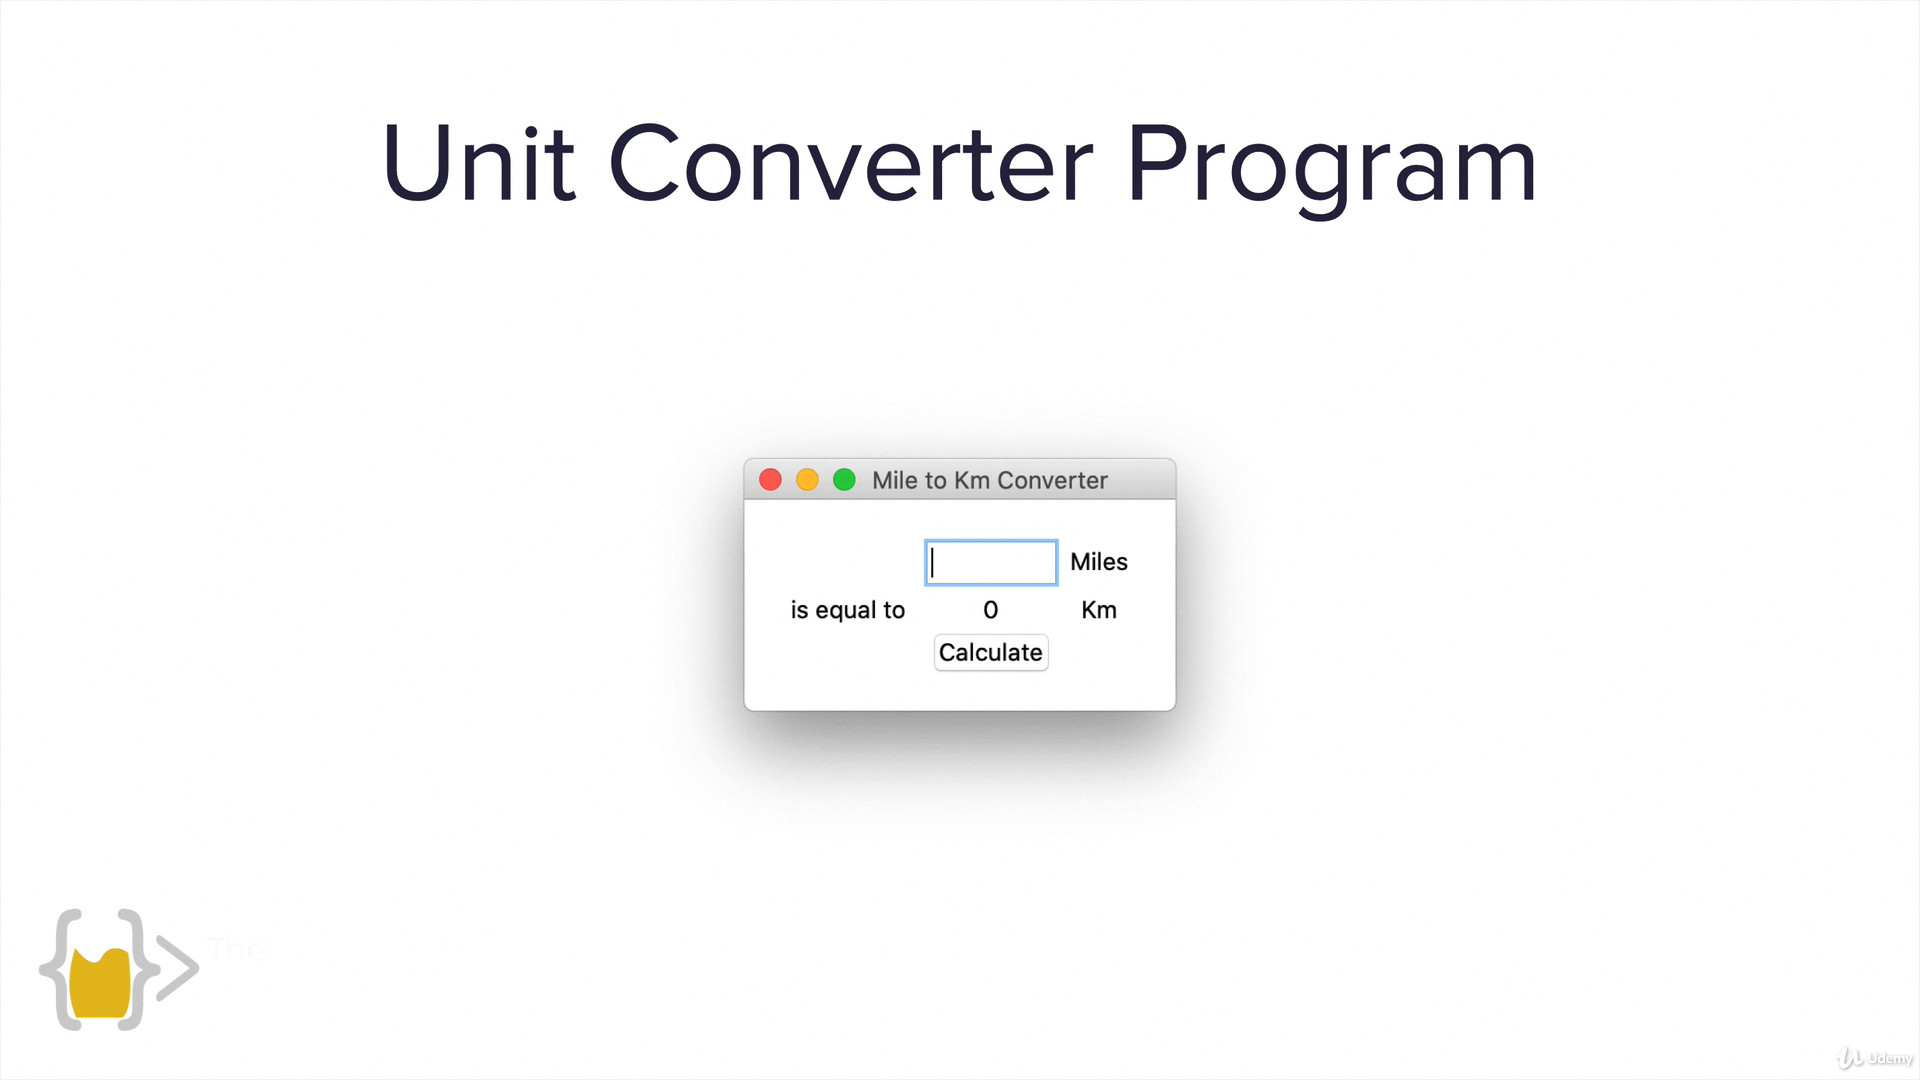 Unit Converter Program
Mile to Km Converter
Miles
is equal to 0 Km
Calculate
The
Udemy